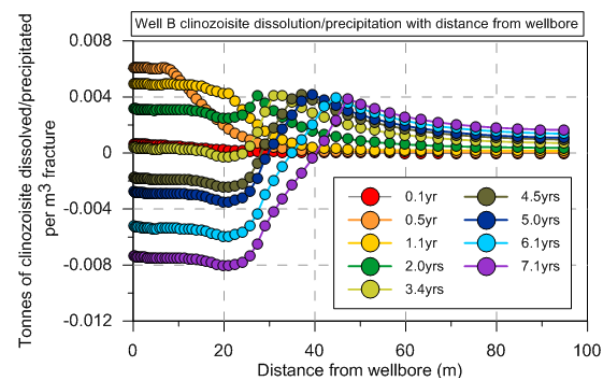 Well B clinozoisite dissolution/precipitation with distance from wellbore
Tonnes of clinozoisite dissolved/precipitated
per m3 fracture
0.008
0.004
0
-0.004
-0.008
-0.012
0.1yr
0.5yr
1.1yr
2.0yrs
3.4yrs
4.5yrs
5.0yrs
6.1yrs
7.1yrs
0
20
40
60
80
100
Distance from wellbore (m)